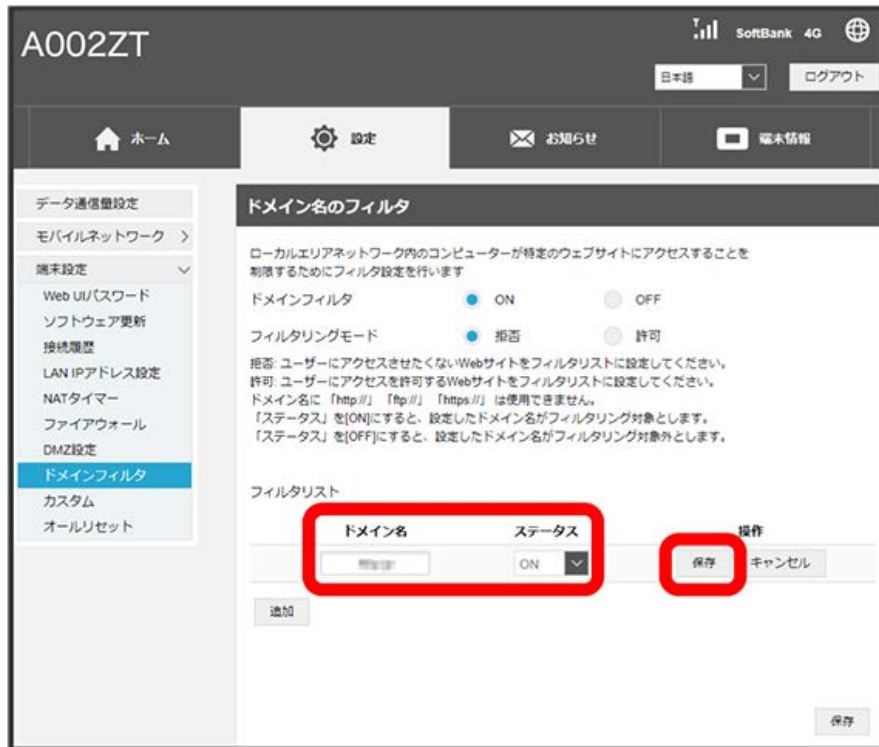 A002ZT
SoftBank 4G
日本語
ログアウト
ホーム
設定
お知らせ
端末情報
データ通信量設定
モバイルネットワーク
端末設定
Web UIパスワード
ソフトウェア更新
接続履歴
LAN IPアドレス設定
NATタイマー
ファイアウォール
DMZ設定
ドメインフィルタ
カスタム
オールリセット
ドメイン名のフィルタ
ローカルエリアネットワーク内のコンピューターが特定のウェブサイトにアクセスすることを
制限するためにフィルタ設定を行います
ドメインフィルタ ON OFF
フィルタリングモード 拒否 許可
拒否: ユーザーにアクセスさせたくないWebサイトをフィルタリストに設定してください。
許可: ユーザーにアクセスを許可するWebサイトをフィルタリストに設定してください。
ドメイン名に 「http://」 「ftp://」 「https://」 は使用できません。
「ステータス」を[ON]にすると、設定したドメイン名がフィルタリング対象とします。
「ステータス」を[OFF]にすると、設定したドメイン名がフィルタリング対象外とします。
フィルタリスト
ドメイン名 ステータス 操作
ON 保存 キャンセル
追加
保存